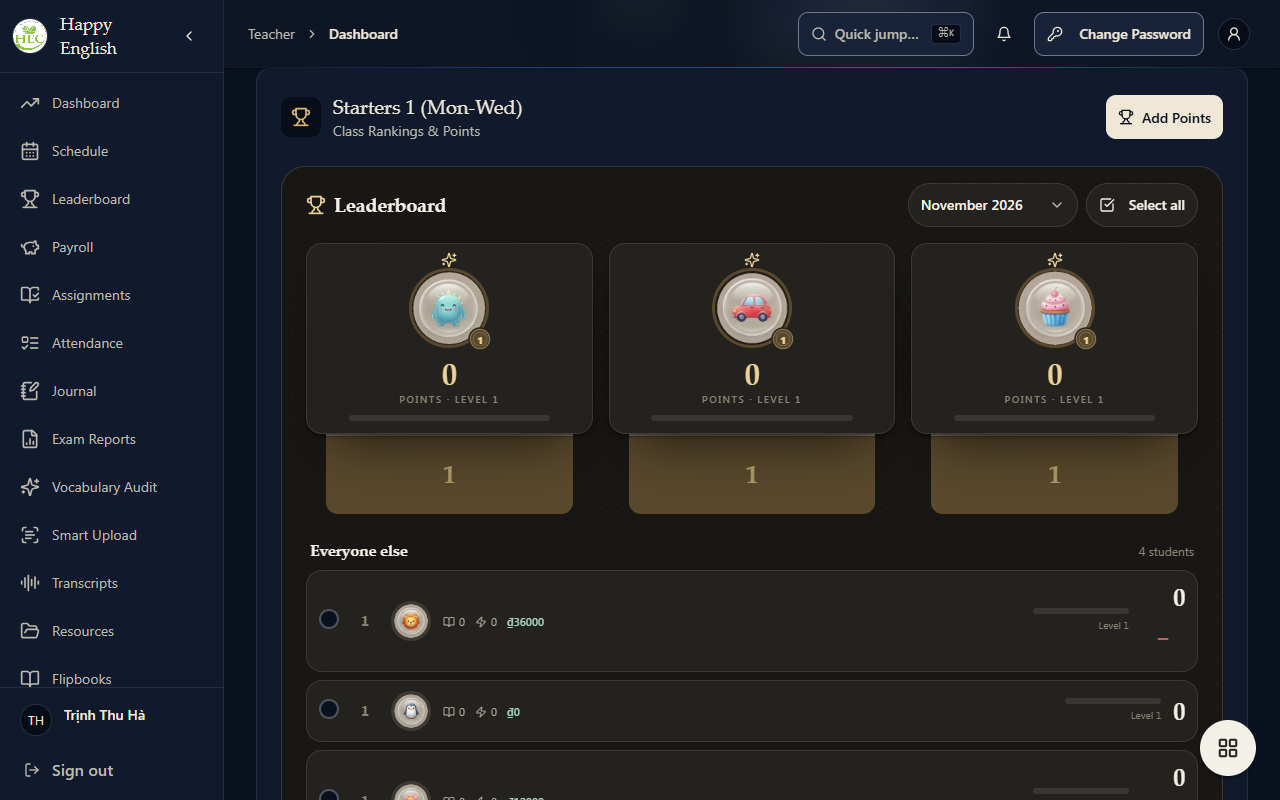 HEC
Happy
English
Teacher
Dashboard
Quick jump...
⌘K
Change Password
Dashboard
Schedule
Leaderboard
Payroll
Assignments
Attendance
Journal
Exam Reports
Vocabulary Audit
Smart Upload
Transcripts
Resources
Flipbooks
TH
Trịnh Thu Hà
Sign out
Starters 1 (Mon-Wed)
Class Rankings & Points
Add Points
Leaderboard
November 2026
Select all
1
0
POINTS · LEVEL 1
1
1
0
POINTS · LEVEL 1
1
1
0
POINTS · LEVEL 1
1
Everyone else
4 students
1
0
0
₫36000
Level 1
0
1
0
0
₫0
Level 1
0
0